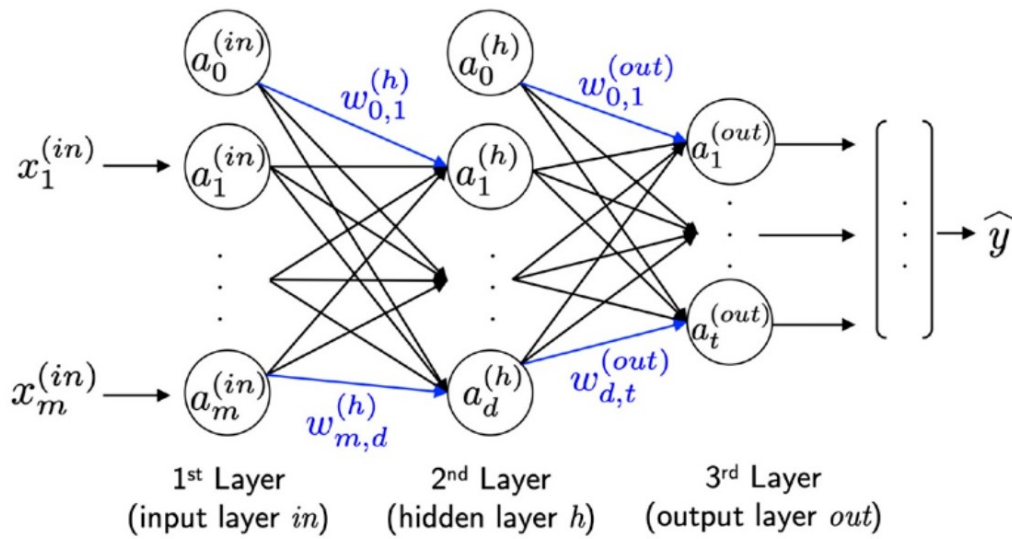 a_0^{(in)}
a_0^{(h)}
w_{0,1}^{(h)}
w_{0,1}^{(out)}
x_1^{(in)}
a_1^{(in)}
a_1^{(h)}
a_1^{(out)}
ŷ
a_t^{(out)}
x_m^{(in)}
a_m^{(in)}
w_{m,d}^{(h)}
a_d^{(h)}
w_{d,t}^{(out)}
1st Layer
(input layer in)
2nd Layer
(hidden layer h)
3rd Layer
(output layer out)